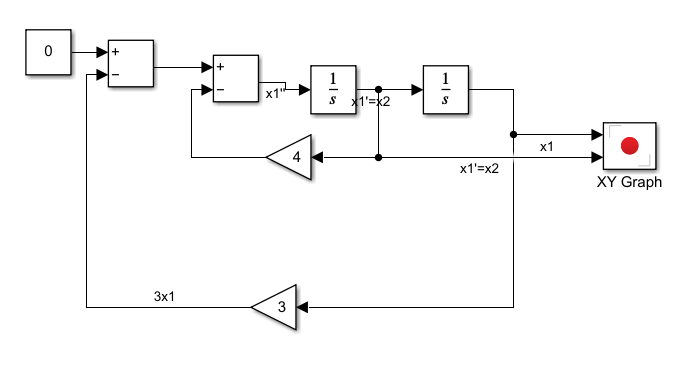 0
+
−
+
−
x1''
1
s
x1'=x2
1
s
4
x1
x1'=x2
XY Graph
3x1
3